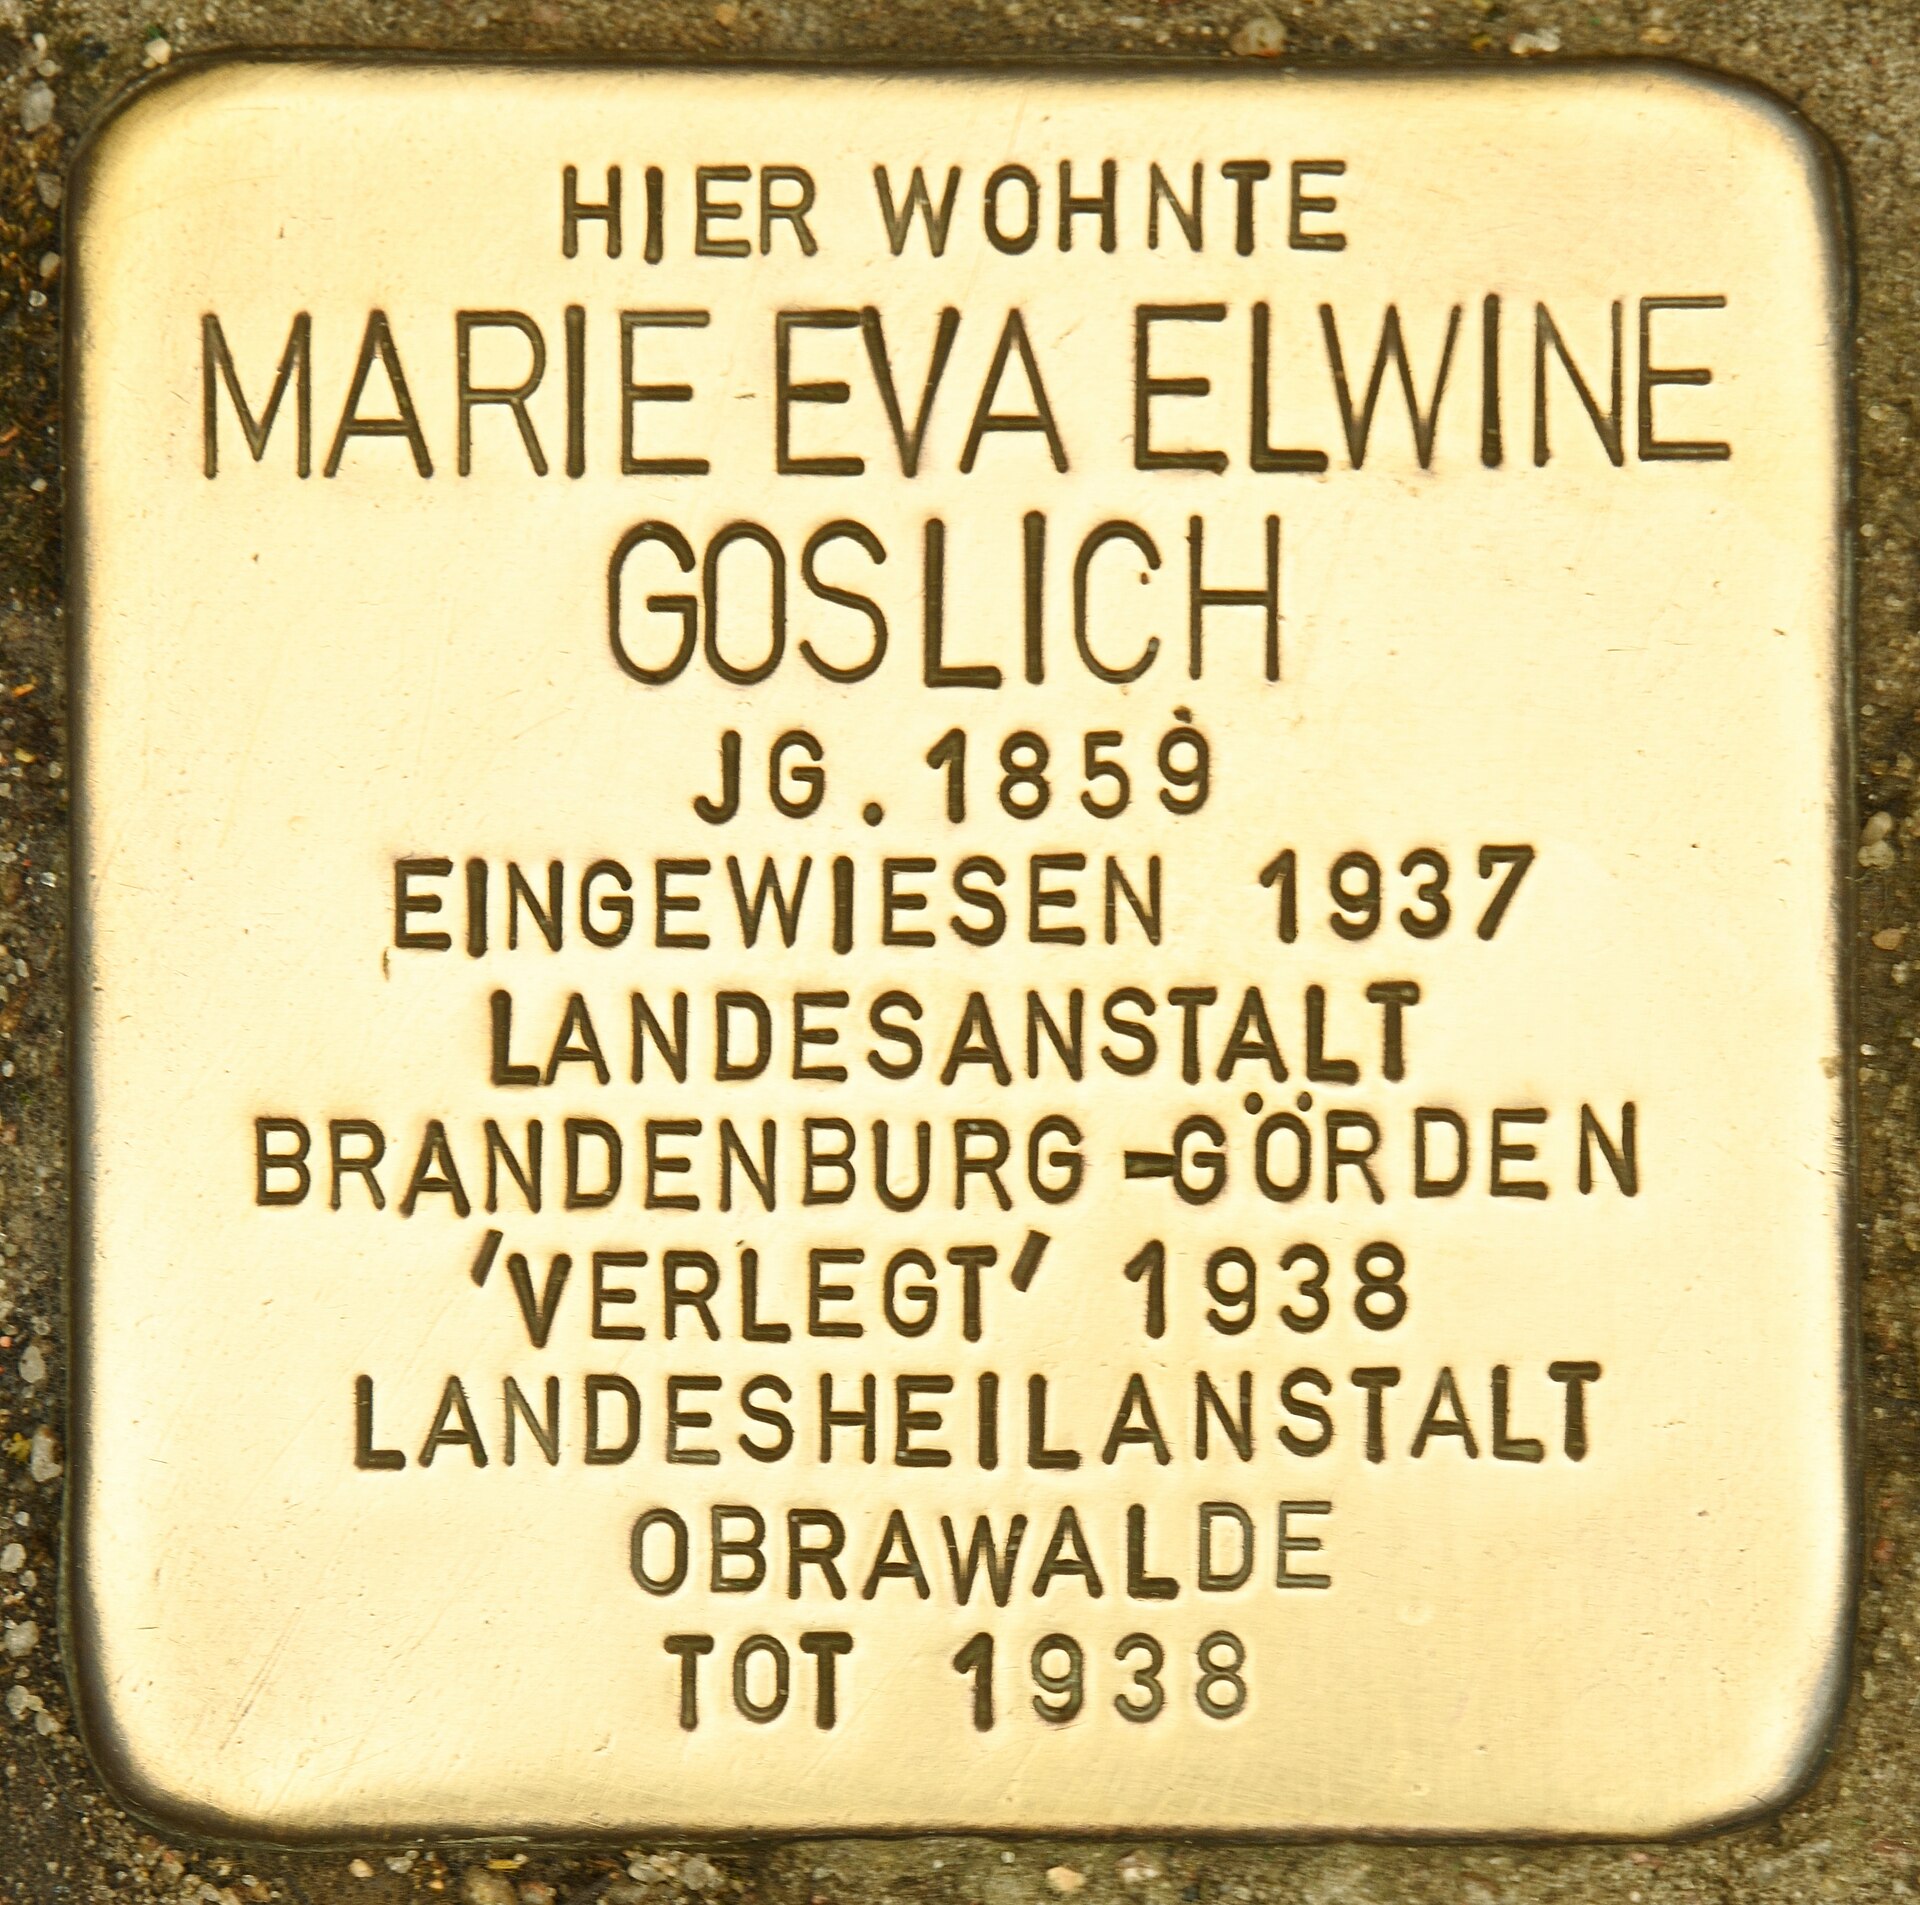 HIER WOHNTE
MARIE EVA ELWINE
GOSLICH
JG. 1859
EINGEWIESEN 1937
LANDESANSTALT
BRANDENBURG-GÖRDEN
'VERLEGT' 1938
LANDESHEILANSTALT
OBRAWALDE
TOT 1938